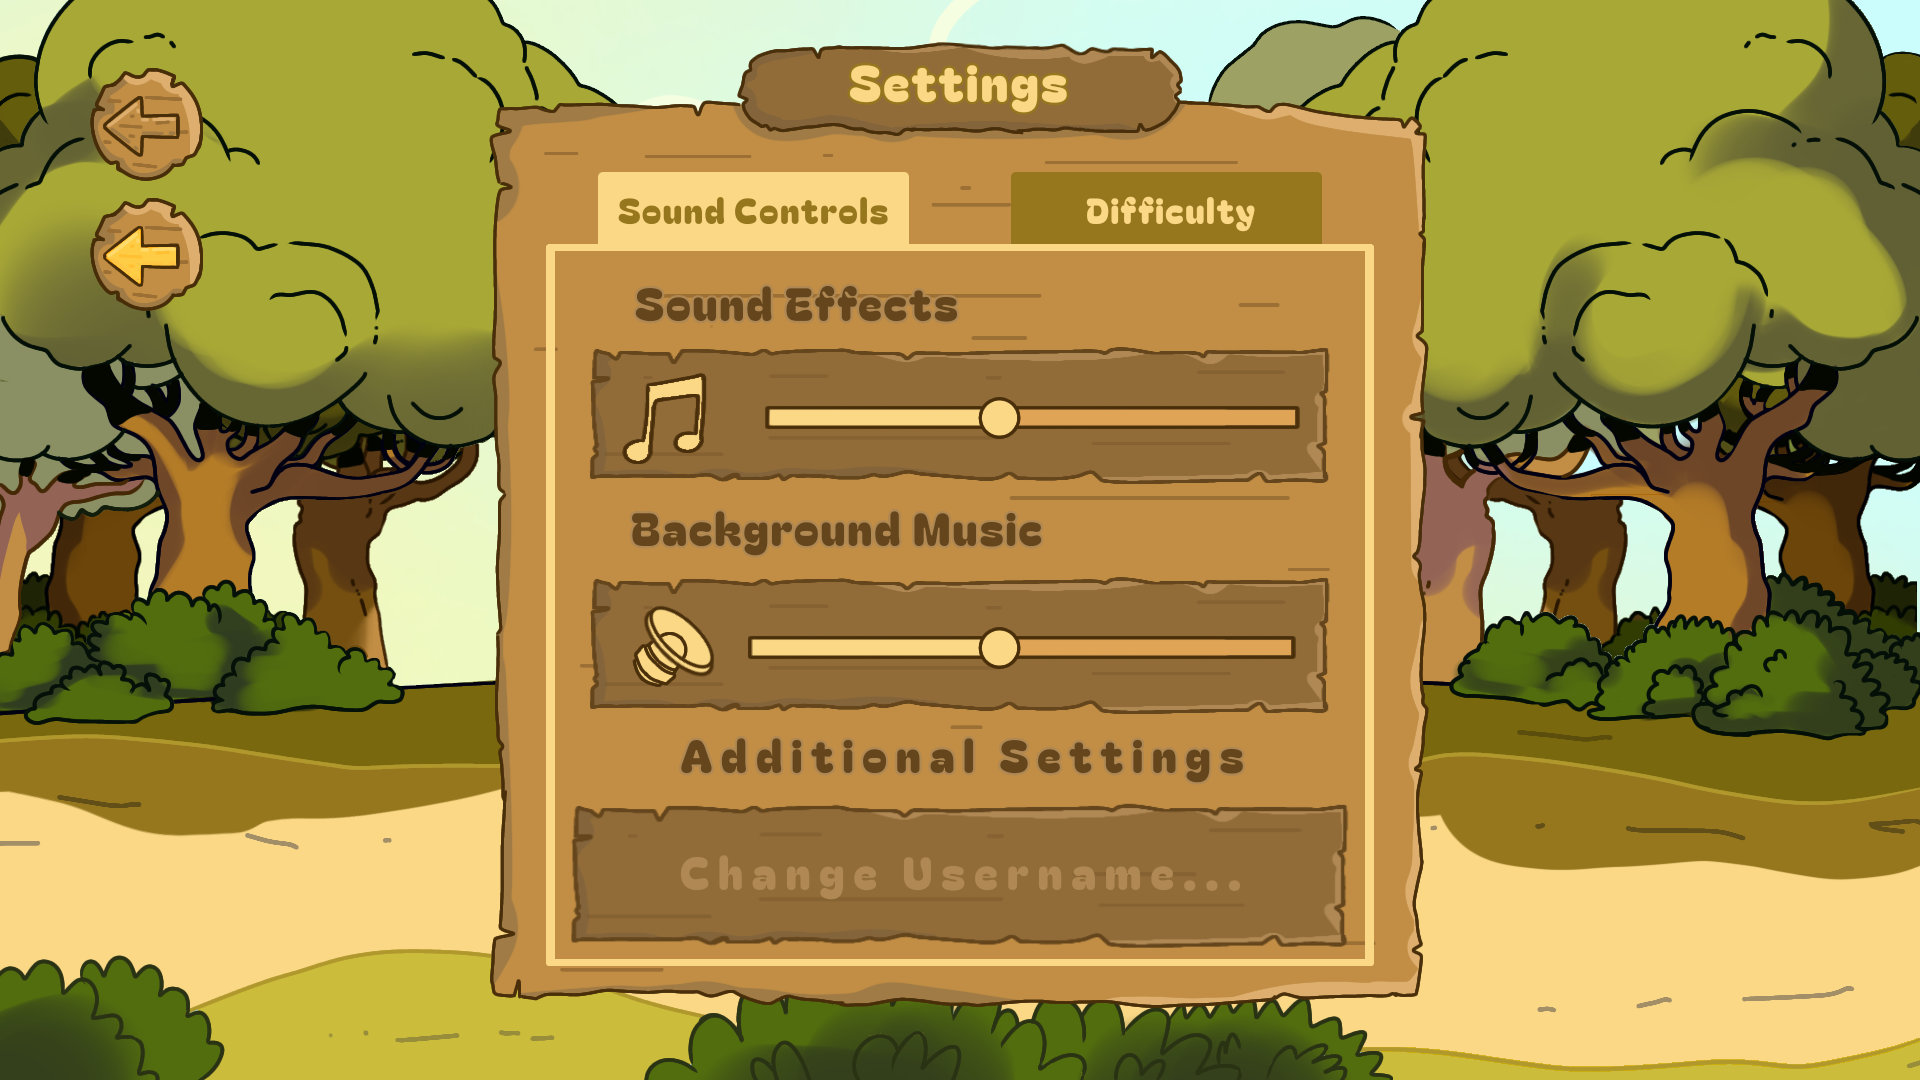 Settings
Sound Controls
Difficulty
Sound Effects
Background Music
Additional Settings
Change Username...